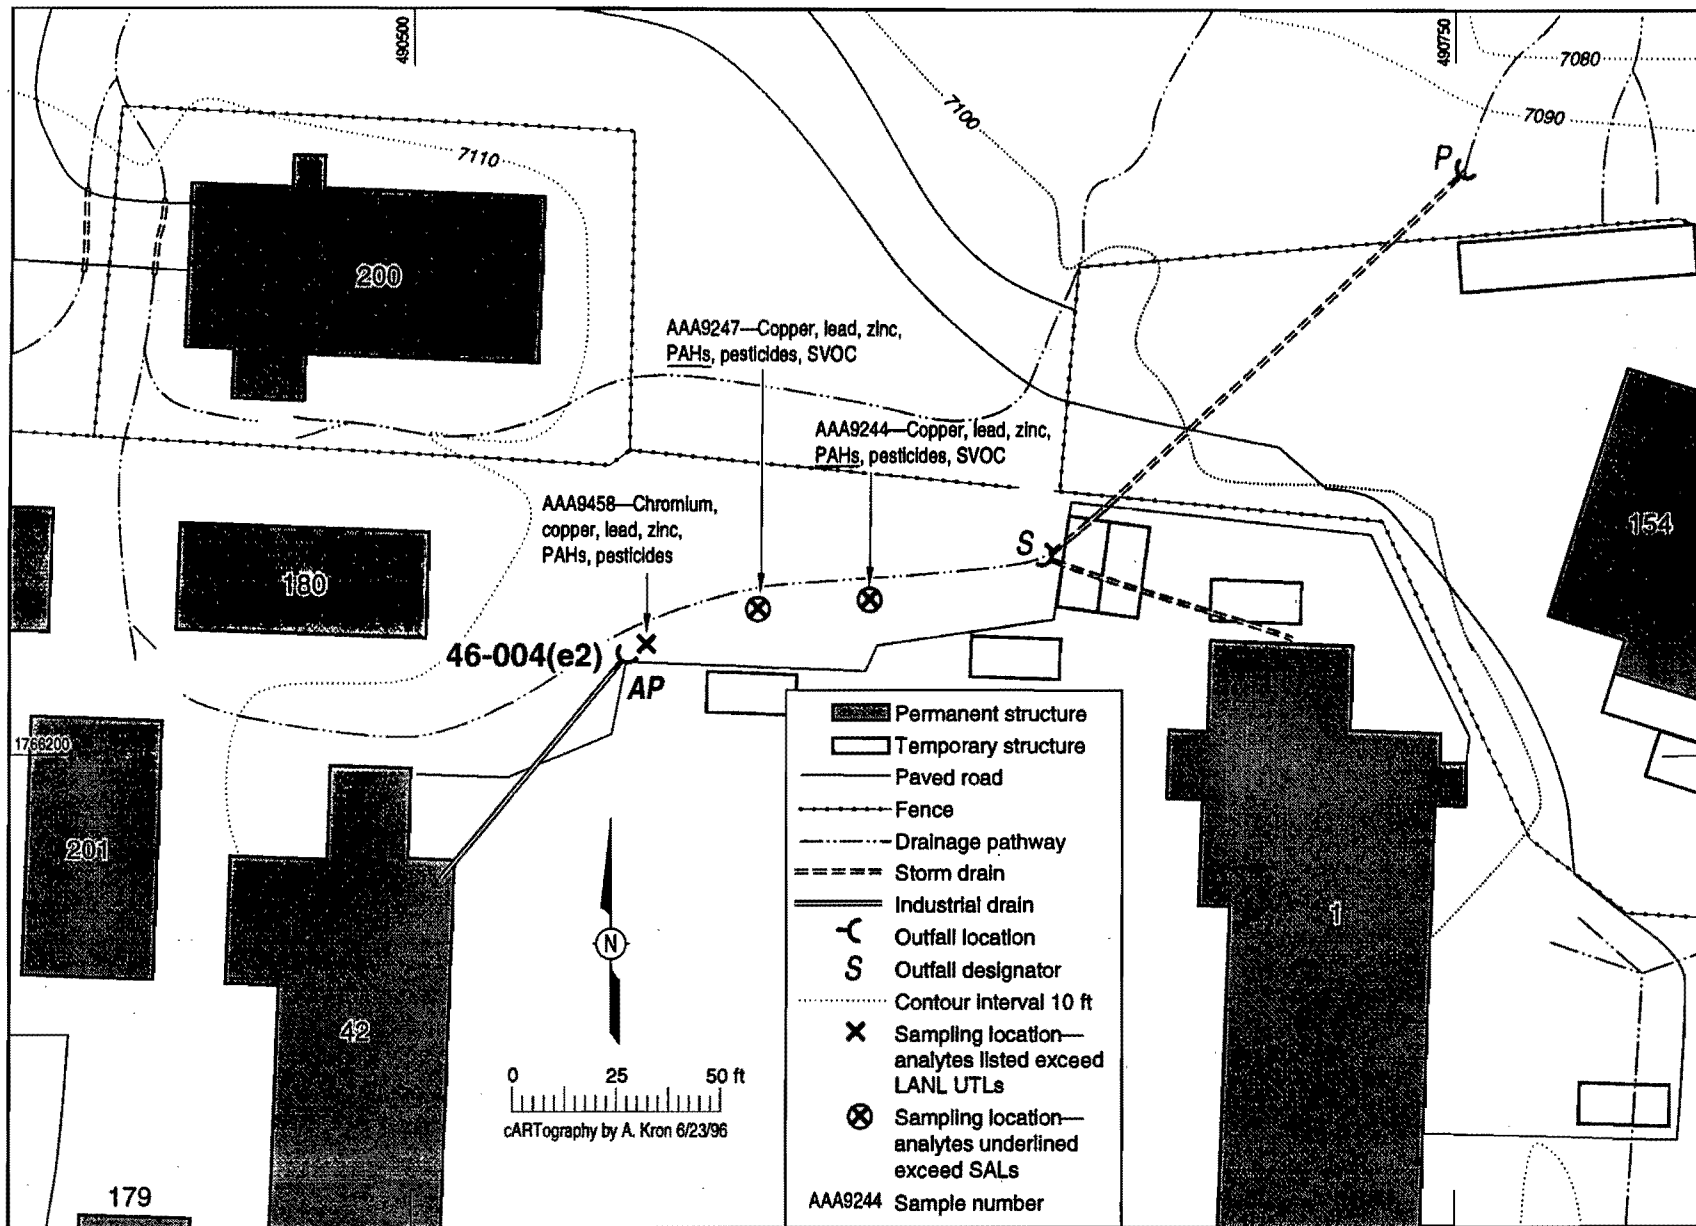 490500
490750
7080
7090
7100
7110
P
200
AAA9247—Copper, lead, zinc,
PAHs, pesticides, SVOC
AAA9244—Copper, lead, zinc,
PAHs, pesticides, SVOC
AAA9458—Chromium,
copper, lead, zinc,
PAHs, pesticides
154
S
180
46-004(e2)
AP
1766200
201
42
1
179
N
0 25 50 ft
cARTography by A. Kron 6/23/96
Permanent structure
Temporary structure
Paved road
Fence
Drainage pathway
Storm drain
Industrial drain
Outfall location
S Outfall designator
Contour interval 10 ft
Sampling location—
analytes listed exceed
LANL UTLs
Sampling location—
analytes underlined
exceed SALs
AAA9244 Sample number